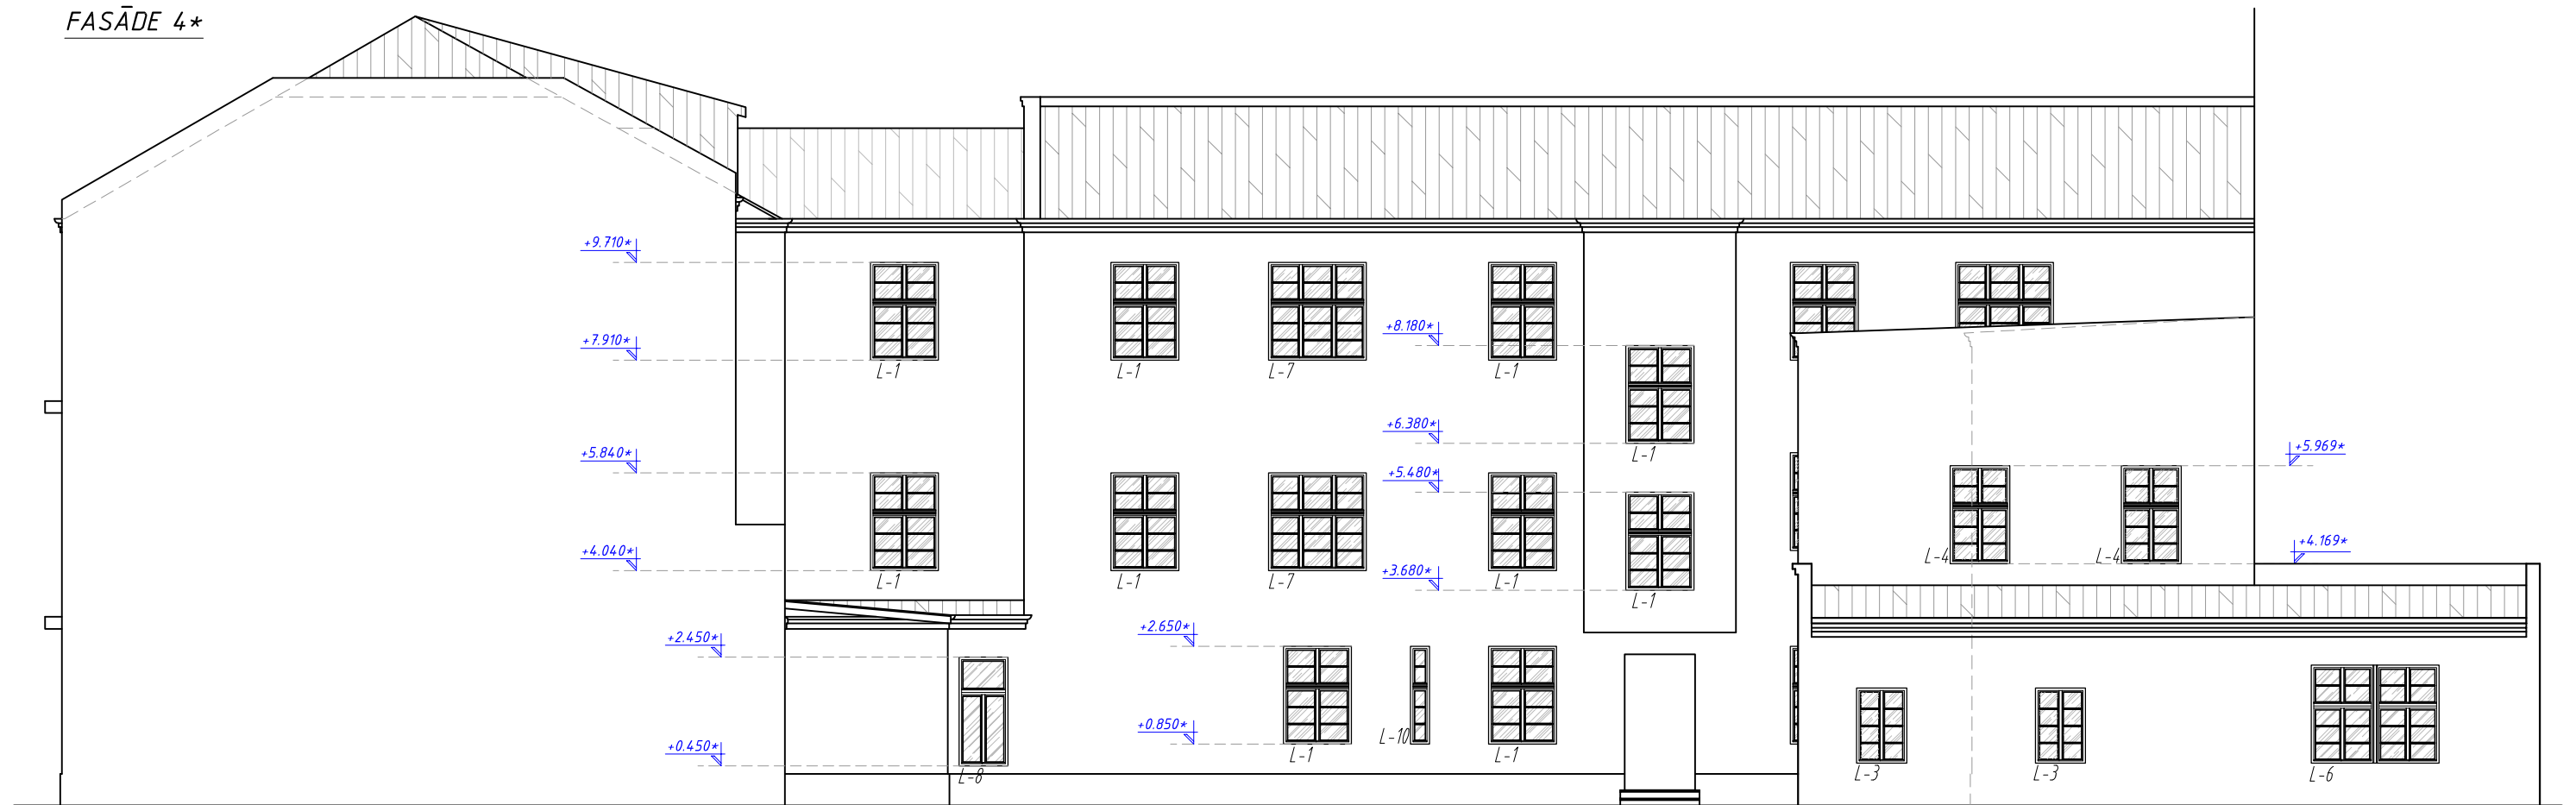 FASĀDE 4*
+9.710*
+7.910*
+8.180*
L-1
L-1
L-7
L-1
+6.380*
+5.840*
L-1
+5.969*
+5.480*
+4.040*
+4.169*
L-4
L-4
+3.680*
L-1
L-1
L-7
L-1
L-1
+2.650*
+2.450*
+0.850*
L-10
+0.450*
L-1
L-1
L-8
L-3
L-3
L-6